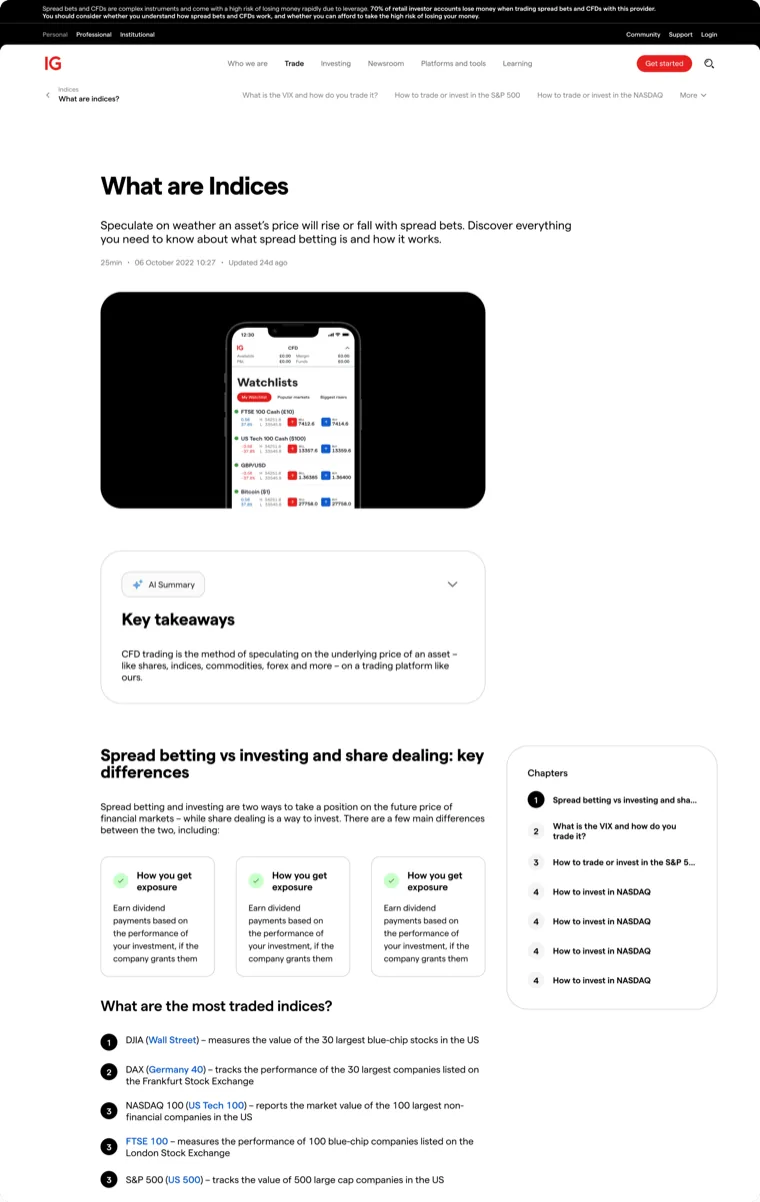 Spread bets and CFDs are complex instruments and come with a high risk of losing money rapidly due to leverage. 70% of retail investor accounts lose money when trading spread bets and CFDs with this provider.
You should consider whether you understand how spread bets and CFDs work, and whether you can afford to take the high risk of losing your money.
Personal Professional Institutional Community Support Login
IG Who we are Trade Investing Newsroom Platforms and tools Learning Get started
Indices
What are indices? What is the VIX and how do you trade it? How to trade or invest in the S&P 500 How to trade or invest in the NASDAQ More
What are Indices
Speculate on weather an asset's price will rise or fall with spread bets. Discover everything
you need to know about what spread betting is and how it works.
25min • 06 October 2022 10:27 • Updated 24d ago
12:30
IG CFD
Available $0.00 Margin $0.00
P&L $0.00 Funds $0.00
Watchlists
My Watchlist Popular markets Biggest risers
FTSE 100 Cash (£10)
7412.6 7414.6
US Tech 100 Cash ($100)
13357.6 13359.6
GBP/USD
1.36386 1.36400
Bitcoin ($1)
27758.0 27758.0
AI Summary
Key takeaways
CFD trading is the method of speculating on the underlying price of an asset –
like shares, indices, commodities, forex and more – on a trading platform like
ours.
Spread betting vs investing and share dealing: key
differences
Spread betting and investing are two ways to take a position on the future price of
financial markets – while share dealing is a way to invest. There are a few main differences
between the two, including:
How you get
exposure
Earn dividend
payments based on
the performance of
your investment, if the
company grants them
How you get
exposure
Earn dividend
payments based on
the performance of
your investment, if the
company grants them
How you get
exposure
Earn dividend
payments based on
the performance of
your investment, if the
company grants them
Chapters
1 Spread betting vs investing and sha...
2 What is the VIX and how do you
trade it?
3 How to trade or invest in the S&P 5...
4 How to invest in NASDAQ
4 How to invest in NASDAQ
4 How to invest in NASDAQ
4 How to invest in NASDAQ
What are the most traded indices?
1 DJIA (Wall Street) – measures the value of the 30 largest blue-chip stocks in the US
2 DAX (Germany 40) – tracks the performance of the 30 largest companies listed on
the Frankfurt Stock Exchange
3 NASDAQ 100 (US Tech 100) – reports the market value of the 100 largest non-
financial companies in the US
3 FTSE 100 – measures the performance of 100 blue-chip companies listed on the
London Stock Exchange
3 S&P 500 (US 500) – tracks the value of 500 large cap companies in the US